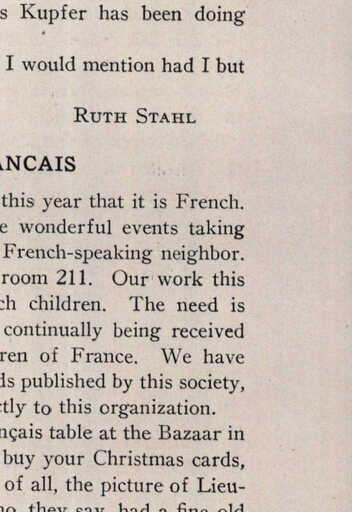 s Kupfer has been doing
I would mention had I but
RUTH STAHL
ANCAIS
this year that it is French.
e wonderful events taking
French-speaking neighbor.
room 211. Our work this
ch children. The need is
continually being received
ren of France. We have
ds published by this society,
ctly to this organization.
nçais table at the Bazaar in
buy your Christmas cards,
of all, the picture of Lieu-
no, they say, had a fine old